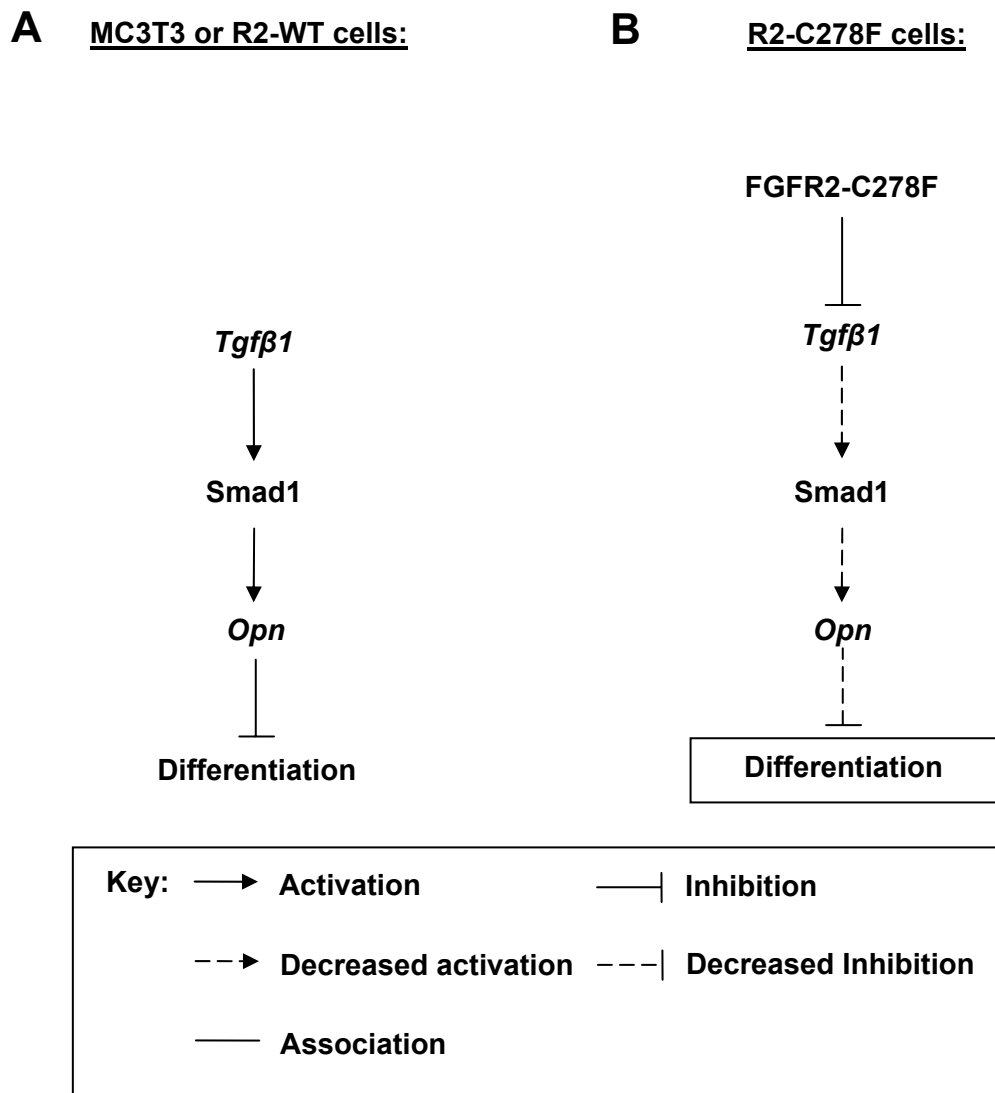 A MC3T3 or R2-WT cells:
Tgfβ1
Smad1
Opn
Differentiation
B R2-C278F cells:
FGFR2-C278F
Tgfβ1
Smad1
Opn
Differentiation
Key: Activation
Inhibition
Decreased activation
Decreased Inhibition
Association